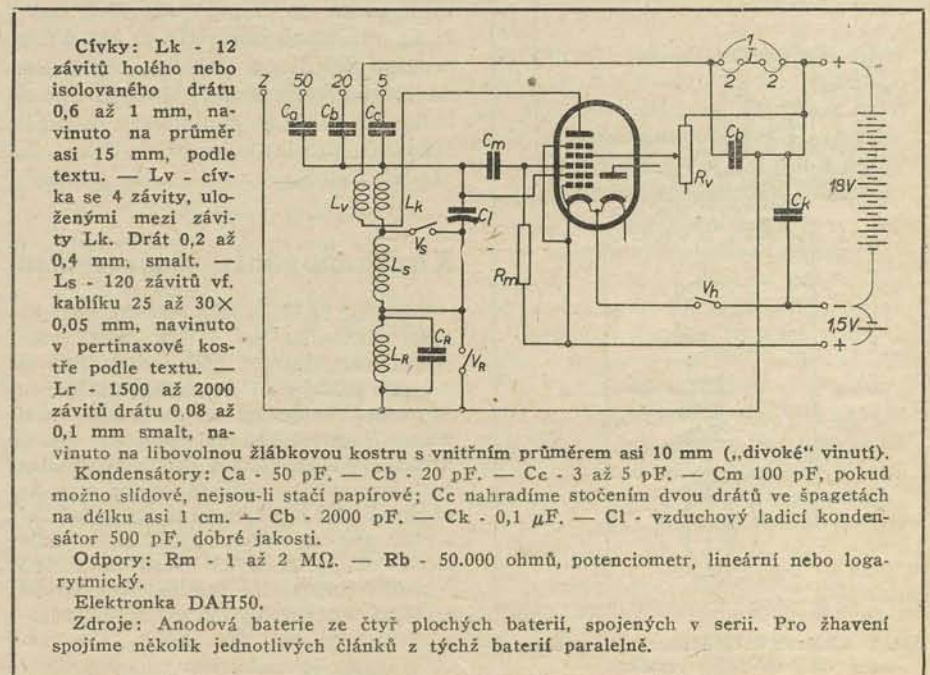 Cívky: Lk - 12
závitů holého nebo
isolovaného drátu
0,6 až 1 mm, na-
vinuto na průměr
asi 15 mm, podle
textu. — Lv - cív-
ka se 4 závity, ulo-
ženými mezi závi-
ty Lk. Drát 0,2 až
0,4 mm, smalt. —
Ls - 120 závitů vf.
kablíku 25 až 30×
0,05 mm, navinuto
v pertinaxové kos-
tře podle textu. —
Lr - 1500 až 2000
závitů drátu 0.08 až
0,1 mm smalt, na-
vinuto na libovolnou žlábkovou kostru s vnitřním průměrem asi 10 mm („divoké“ vinutí).
Kondensátory: Ca - 50 pF. — Cb - 20 pF. — Cc - 3 až 5 pF. — Cm 100 pF, pokud
možno slídové, nejsou-li stačí papírové; Cc nahradíme stočením dvou drátů ve špagetách
na délku asi 1 cm. — Cb - 2000 pF. — Ck - 0,1 μF. — Cl - vzduchový ladicí konden-
sátor 500 pF, dobré jakosti.
Odpory: Rm - 1 až 2 MΩ. — Rb - 50.000 ohmů, potenciometr, lineární nebo loga-
rytmický.
Elektronka DAH50.
Zdroje: Anodová baterie ze čtyř plochých baterií, spojených v serii. Pro žhavení
spojíme několik jednotlivých článků z týchž baterií paralelně.
Z 50 20 5
Ca Cb Cc
Cm
Lv Lk
Cl
Vs
Ls
Rm
LR CR VR
1
2 2
+
Cb
Rv
18V
Ck
Vh
−
1,5V
+